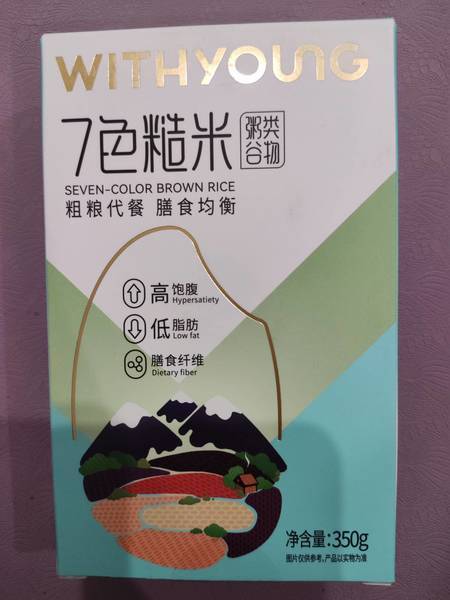 WITHYOUNG
7色糙米 粥类谷物
SEVEN-COLOR BROWN RICE
粗粮代餐 膳食均衡
高饱腹
Hypersatiety
低脂肪
Low fat
膳食纤维
Dietary fiber
净含量:350g
图片仅供参考,产品以实物为准